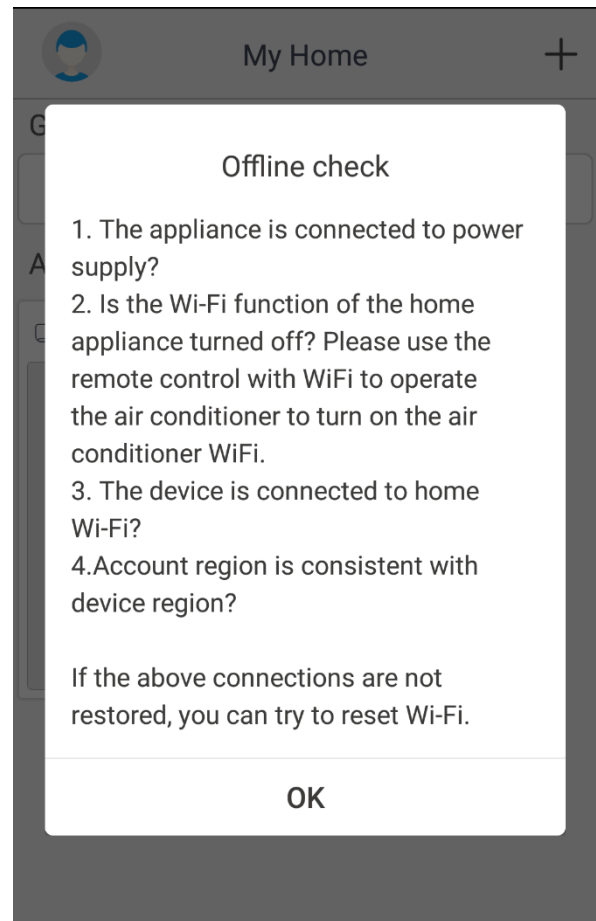 My Home
G
Offline check
1. The appliance is connected to power
supply?
A
2. Is the Wi-Fi function of the home
appliance turned off? Please use the
remote control with WiFi to operate
the air conditioner to turn on the air
conditioner WiFi.
3. The device is connected to home
Wi-Fi?
4.Account region is consistent with
device region?
If the above connections are not
restored, you can try to reset Wi-Fi.
OK